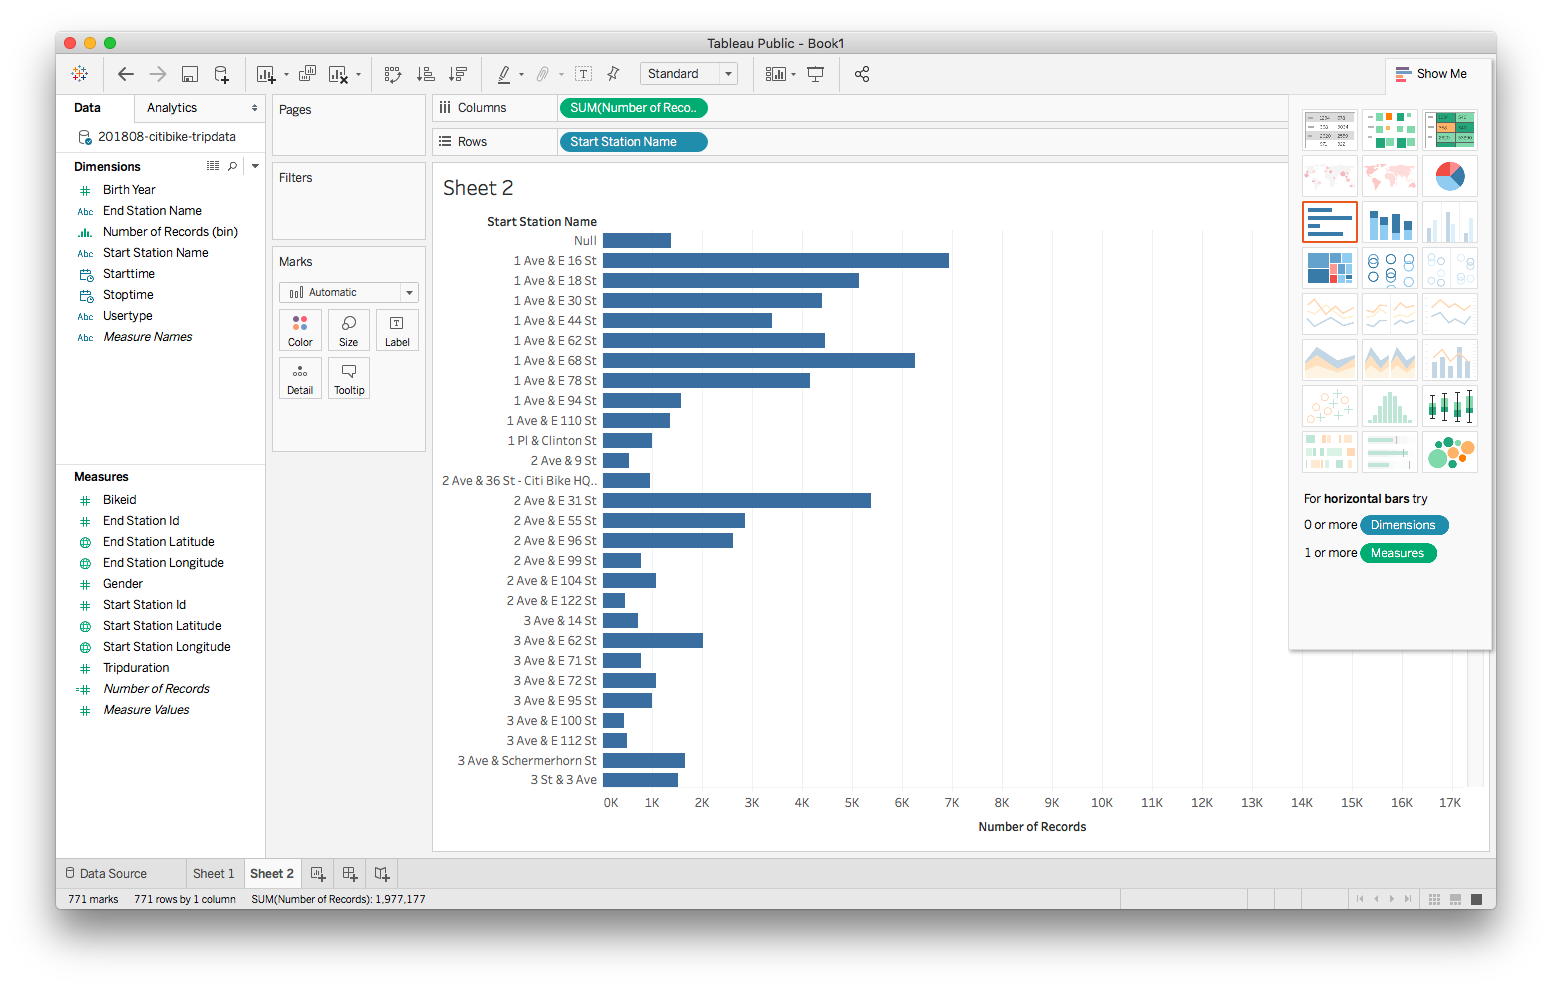 Tableau Public - Book1
Standard
Show Me
Data
Analytics
Pages
Columns
SUM(Number of Reco..
201808-citibike-tripdata
Rows
Start Station Name
Dimensions
Birth Year
Abc End Station Name
Number of Records (bin)
Abc Start Station Name
Starttime
Stoptime
Abc Usertype
Abc Measure Names
Measures
Bikeid
End Station Id
End Station Latitude
End Station Longitude
Gender
Start Station Id
Start Station Latitude
Start Station Longitude
Tripduration
Number of Records
Measure Values
Filters
Marks
Automatic
Color
Size
Label
Detail
Tooltip
Sheet 2
Start Station Name
Null
1 Ave & E 16 St
1 Ave & E 18 St
1 Ave & E 30 St
1 Ave & E 44 St
1 Ave & E 62 St
1 Ave & E 68 St
1 Ave & E 78 St
1 Ave & E 94 St
1 Ave & E 110 St
1 Pl & Clinton St
2 Ave & 9 St
2 Ave & 36 St - Citi Bike HQ..
2 Ave & E 31 St
2 Ave & E 55 St
2 Ave & E 96 St
2 Ave & E 99 St
2 Ave & E 104 St
2 Ave & E 122 St
3 Ave & 14 St
3 Ave & E 62 St
3 Ave & E 71 St
3 Ave & E 72 St
3 Ave & E 95 St
3 Ave & E 100 St
3 Ave & E 112 St
3 Ave & Schermerhorn St
3 St & 3 Ave
0K 1K 2K 3K 4K 5K 6K 7K 8K 9K 10K 11K 12K 13K 14K 15K 16K 17K
Number of Records
For horizontal bars try
0 or more Dimensions
1 or more Measures
Data Source
Sheet 1
Sheet 2
771 marks
771 rows by 1 column
SUM(Number of Records): 1,977,177